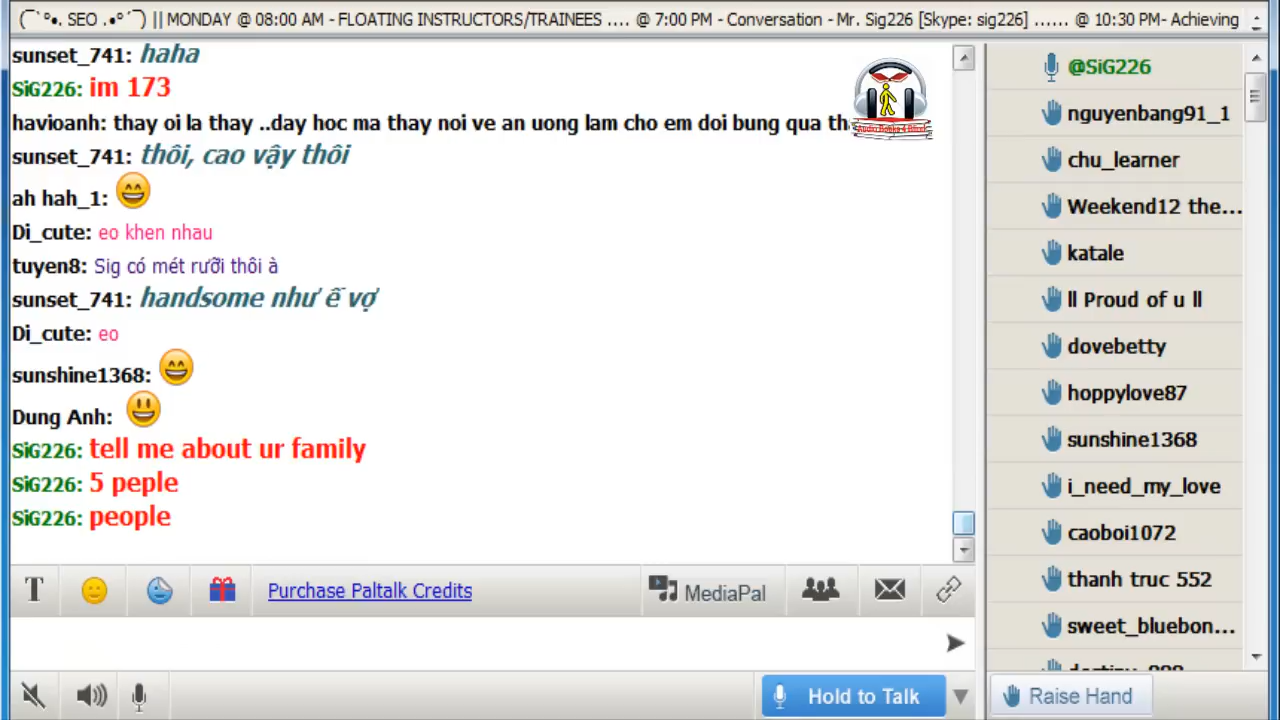 (¯`°•. SEO .•°´¯) || MONDAY @ 08:00 AM - FLOATING INSTRUCTORS/TRAINEES .... @ 7:00 PM - Conversation - Mr. Sig226 [Skype: sig226] ...... @ 10:30 PM- Achieving
sunset_741: haha
SiG226: im 173
havioanh: thay oi la thay ..day hoc ma thay noi ve an uong lam cho em doi bung qua th
sunset_741: thôi, cao vậy thôi
ah hah_1:
Di_cute: eo khen nhau
tuyen8: Sig có mét rưỡi thôi à
sunset_741: handsome như ế vợ
Di_cute: eo
sunshine1368:
Dung Anh:
SiG226: tell me about ur family
SiG226: 5 peple
SiG226: people
T
Purchase Paltalk Credits
MediaPal
Hold to Talk
@SiG226
nguyenbang91_1
chu_learner
Weekend12 the...
katale
ll Proud of u ll
dovebetty
hoppylove87
sunshine1368
i_need_my_love
caoboi1072
thanh truc 552
sweet_bluebon...
Raise Hand